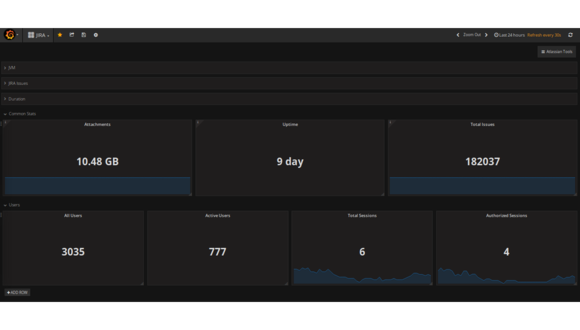 JIRA
Zoom Out
Last 24 hours Refresh every 30s
Atlassian Tools
JVM
JIRA Issues
Duration
Common Stats
Attachments
Uptime
Total Issues
10.48 GB
9 day
182037
Users
All Users
Active Users
Total Sessions
Authorized Sessions
3035
777
6
4
+ ADD ROW